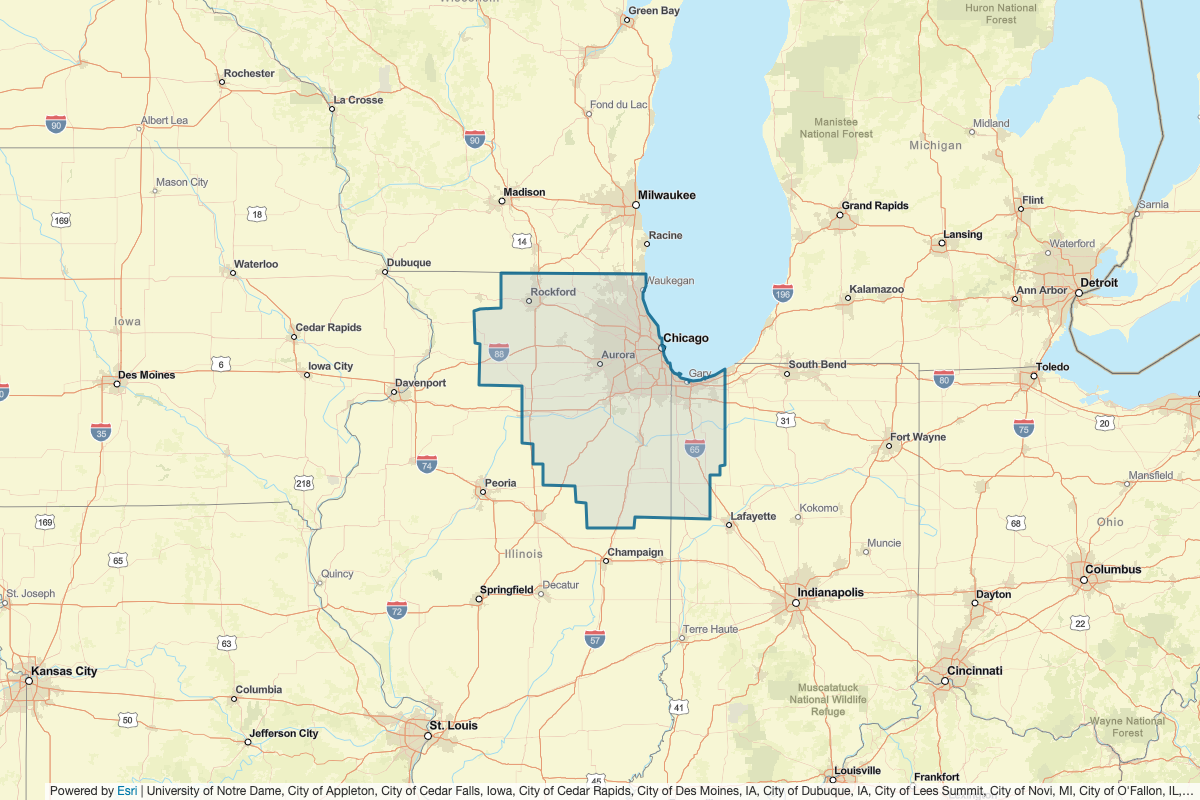 Wisconsin
Green Bay
Huron National
Forest
Rochester
La Crosse
Fond du Lac
Albert Lea
90
90
Manistee
National Forest
Midland
Michigan
Mason City
Madison
Milwaukee
Grand Rapids
Flint
Sarnia
169
18
14
Racine
Lansing
Waterford
Waterloo
Dubuque
Waukegan
Rockford
196
Kalamazoo
Ann Arbor
Detroit
Iowa
Cedar Rapids
Chicago
88
Aurora
6
Iowa City
Des Moines
Davenport
Gary
South Bend
80
Toledo
35
31
75
20
65
Fort Wayne
74
218
Peoria
Mansfield
Lafayette
Kokomo
169
68
Ohio
65
Illinois
Champaign
Muncie
Quincy
Springfield
Decatur
Columbus
St. Joseph
72
Indianapolis
Dayton
57
Terre Haute
22
63
Kansas City
Cincinnati
Columbia
Muscatatuck
National Wildlife
Refuge
50
41
St. Louis
Jefferson City
Wayne National
Forest
Louisville
Frankfort
45
Powered by Esri | University of Notre Dame, City of Appleton, City of Cedar Falls, Iowa, City of Cedar Rapids, City of Des Moines, IA, City of Dubuque, IA, City of Lees Summit, City of Novi, MI, City of O'Fallon, IL,...